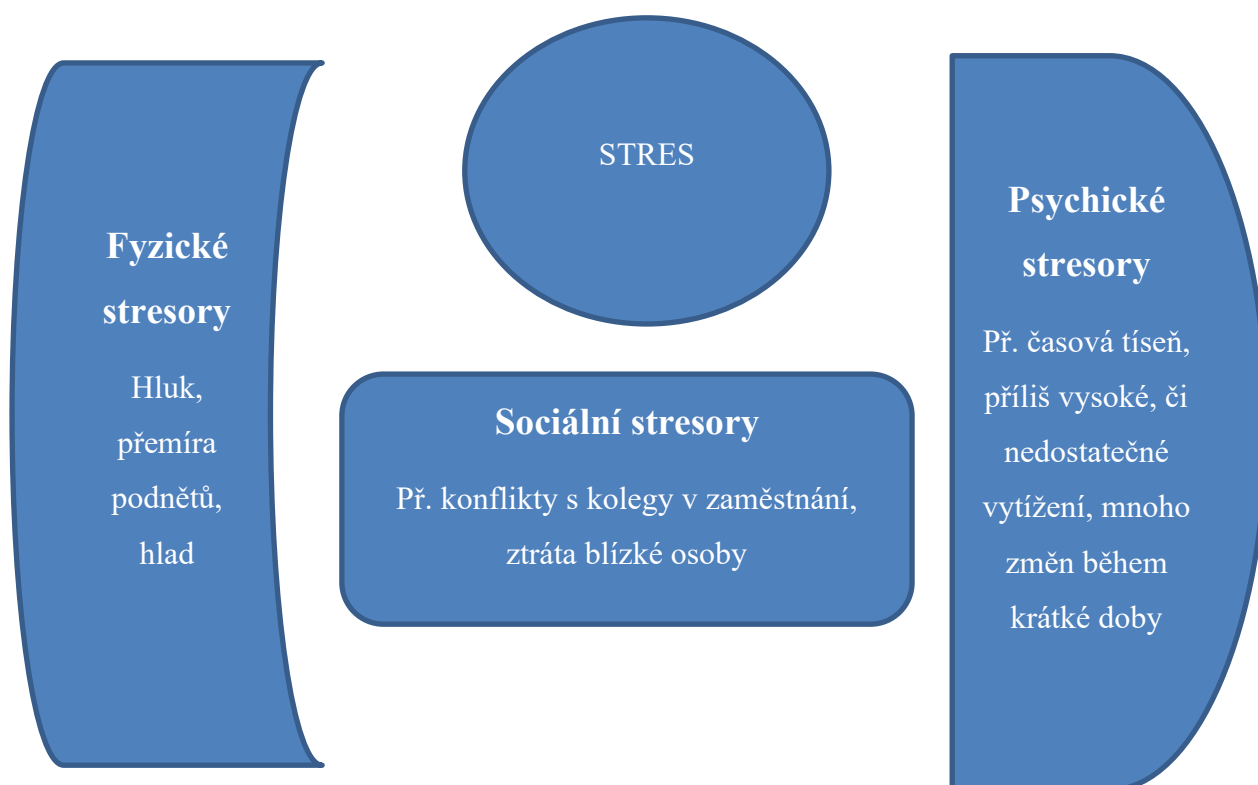 STRES
Fyzické
stresory
Hluk,
přemíra
podnětů,
hlad
Sociální stresory
Př. konflikty s kolegy v zaměstnání,
ztráta blízké osoby
Psychické
stresory
Př. časová tíseň,
příliš vysoké, či
nedostatečné
vytížení, mnoho
změn během
krátké doby